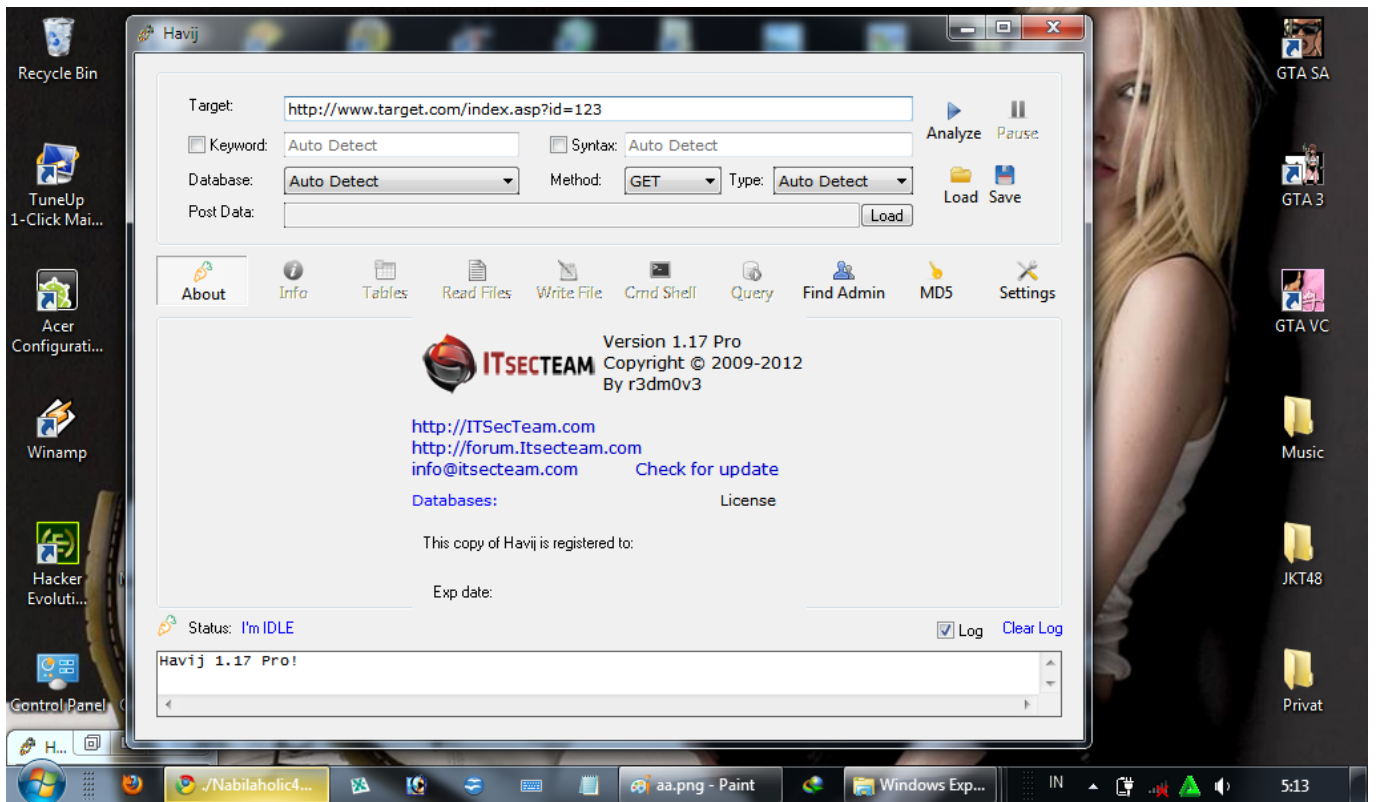 Recycle Bin
TuneUp
1-Click Mai...
Acer
Configurati...
Winamp
Hacker
Evoluti...
Control Panel
Havij
Target:
http://www.target.com/index.asp?id=123
Analyze
Pause
Keyword:
Auto Detect
Syntax:
Auto Detect
Database:
Auto Detect
Method:
GET
Type:
Auto Detect
Load
Save
Post Data:
Load
About
Info
Tables
Read Files
Write File
Cmd Shell
Query
Find Admin
MD5
Settings
ITSECTEAM
Version 1.17 Pro
Copyright © 2009-2012
By r3dm0v3
http://ITSecTeam.com
http://forum.Itsecteam.com
info@itsecteam.com
Check for update
Databases:
License
This copy of Havij is registered to:
Exp date:
Status: I'm IDLE
Log
Clear Log
Havij 1.17 Pro!
GTA SA
GTA 3
GTA VC
Music
JKT48
Privat
H...
./Nabilaholic4...
aa.png - Paint
Windows Exp...
IN
5:13